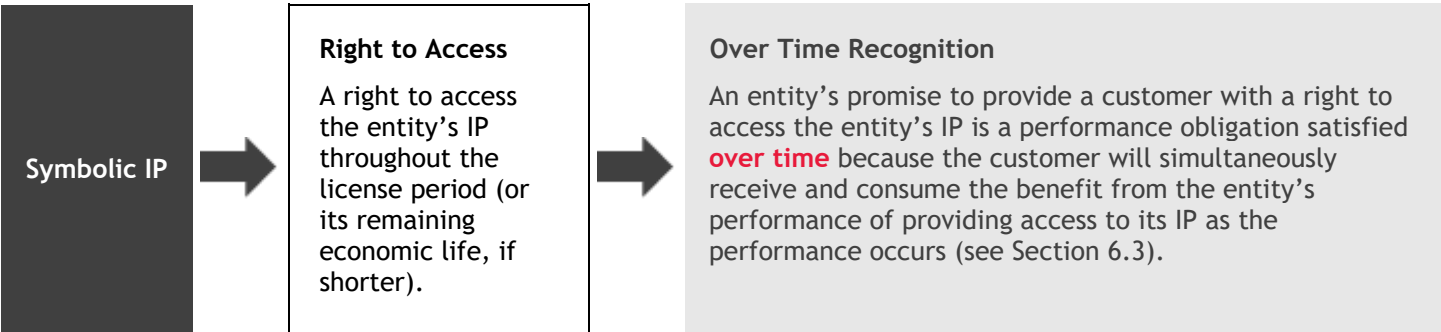 Symbolic IP
Right to Access
A right to access
the entity’s IP
throughout the
license period (or
its remaining
economic life, if
shorter).
Over Time Recognition
An entity’s promise to provide a customer with a right to
access the entity’s IP is a performance obligation satisfied
over time because the customer will simultaneously
receive and consume the benefit from the entity’s
performance of providing access to its IP as the
performance occurs (see Section 6.3).